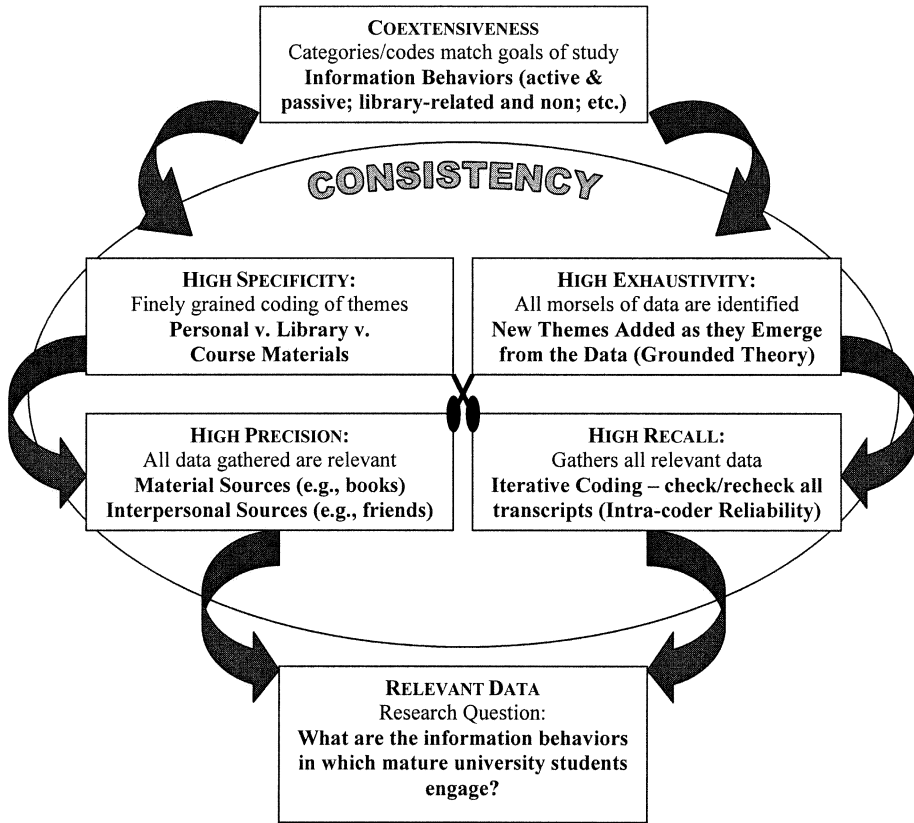 COEXTENSIVENESS
Categories/codes match goals of study
Information Behaviors (active &
passive; library-related and non; etc.)
CONSISTENCY
HIGH SPECIFICITY:
Finely grained coding of themes
Personal v. Library v.
Course Materials
HIGH EXHAUSTIVITY:
All morsels of data are identified
New Themes Added as they Emerge
from the Data (Grounded Theory)
HIGH PRECISION:
All data gathered are relevant
Material Sources (e.g., books)
Interpersonal Sources (e.g., friends)
HIGH RECALL:
Gathers all relevant data
Iterative Coding – check/recheck all
transcripts (Intra-coder Reliability)
RELEVANT DATA
Research Question:
What are the information behaviors
in which mature university students
engage?